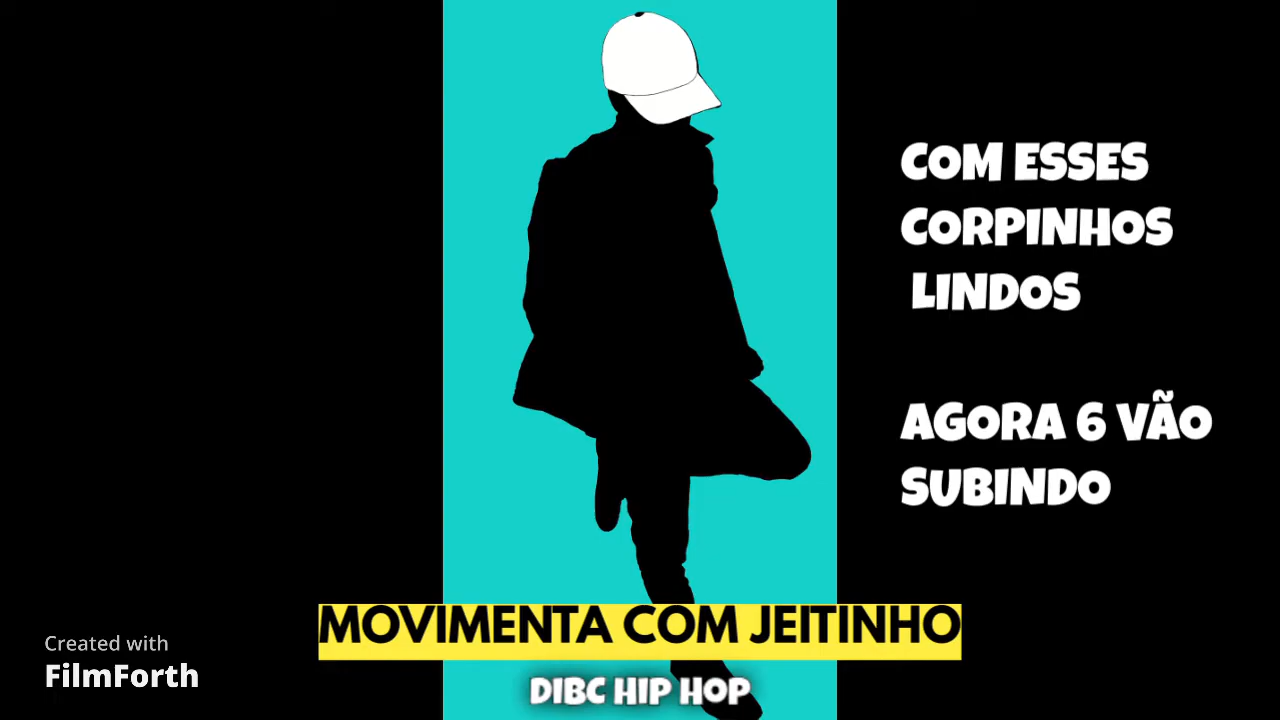 COM ESSES
CORPINHOS
LINDOS
AGORA 6 VÃO
SUBINDO
MOVIMENTA COM JEITINHO
DIBC HIP HOP
Created with
FilmForth